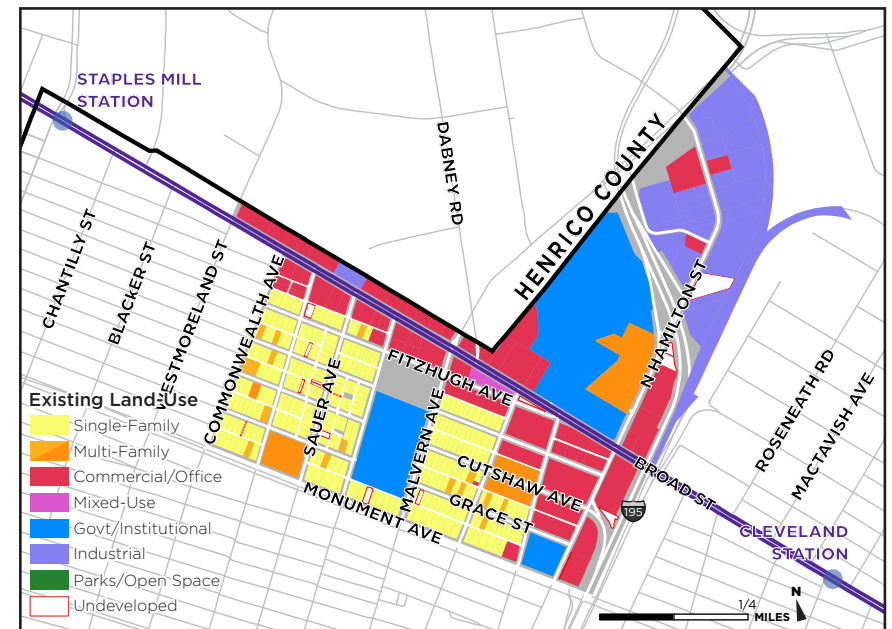 STAPLES MILL
STATION
DABNEY RD
HENRICO COUNTY
CHANTILLY ST
BLACKER ST
WESTMORELAND ST
COMMONWEALTH AVE
SAUER AVE
FITZHUGH AVE
MALVERN AVE
N HAMILTON ST
ROSENEATH RD
MACTAVISH AVE
CUTSHAW AVE
GRACE ST
MONUMENT AVE
BROAD ST
195
CLEVELAND
STATION
Existing Land Use
Single-Family
Multi-Family
Commercial/Office
Mixed-Use
Govt/Institutional
Industrial
Parks/Open Space
Undeveloped
N
1/4
MILES